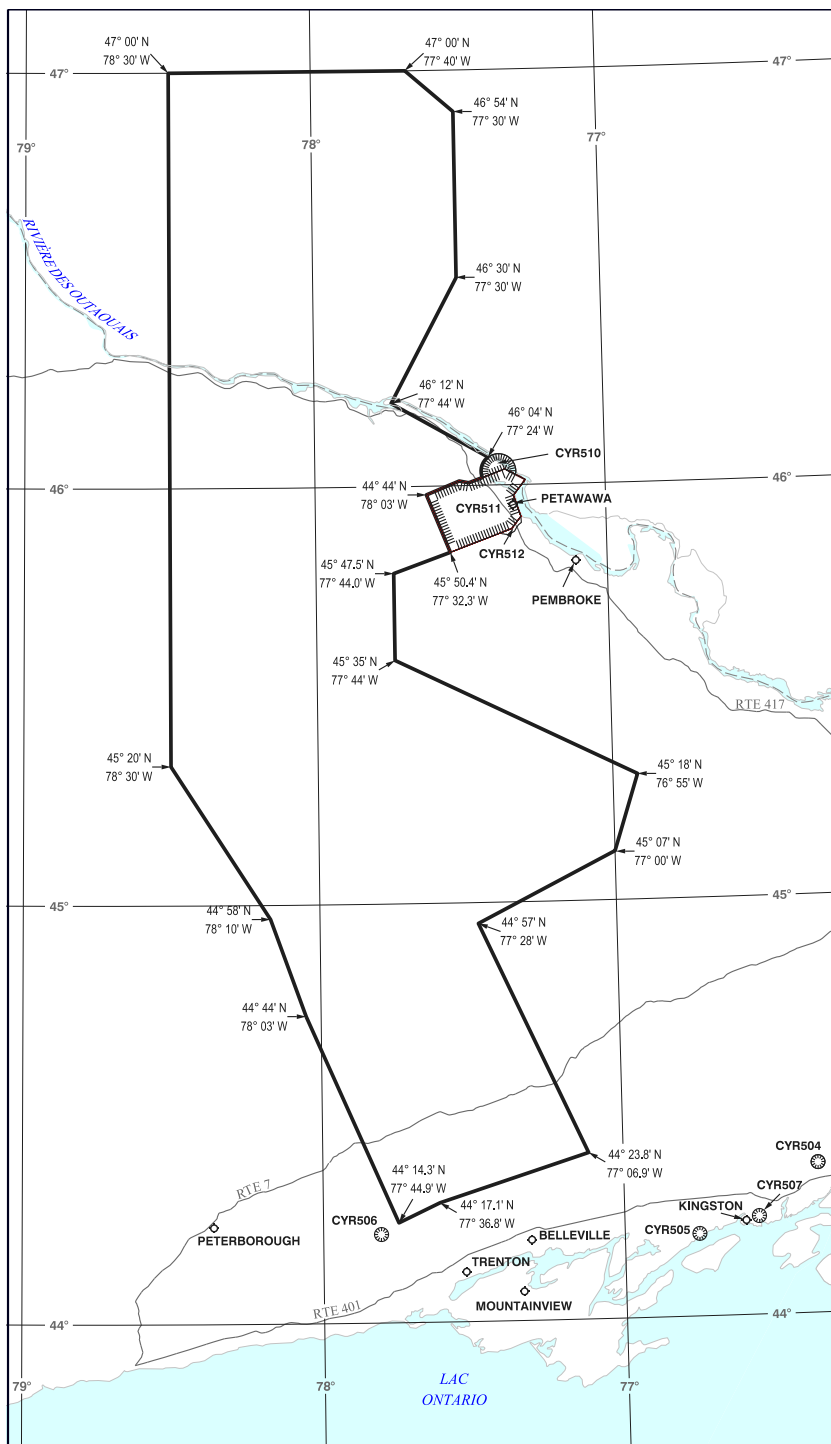 47° 00' N
78° 30' W
47° 00' N
77° 40' W
47°
47°
46° 54' N
77° 30' W
79°
78°
77°
RIVIÈRE DES OUTAOUAIS
46° 30' N
77° 30' W
46° 12' N
77° 44' W
46° 04' N
77° 24' W
CYR510
46°
44° 44' N
78° 03' W
46°
PETAWAWA
CYR511
CYR512
45° 47.5' N
77° 44.0' W
45° 50.4' N
77° 32.3' W
PEMBROKE
45° 35' N
77° 44' W
RTE 417
45° 20' N
78° 30' W
45° 18' N
76° 55' W
45° 07' N
77° 00' W
45°
45°
44° 58' N
78° 10' W
44° 57' N
77° 28' W
44° 44' N
78° 03' W
44° 23.8' N
77° 06.9' W
CYR504
44° 14.3' N
77° 44.9' W
CYR507
RTE 7
44° 17.1' N
77° 36.8' W
KINGSTON
CYR506
CYR505
PETERBOROUGH
BELLEVILLE
TRENTON
MOUNTAINVIEW
RTE 401
44°
44°
79°
78°
77°
LAC
ONTARIO